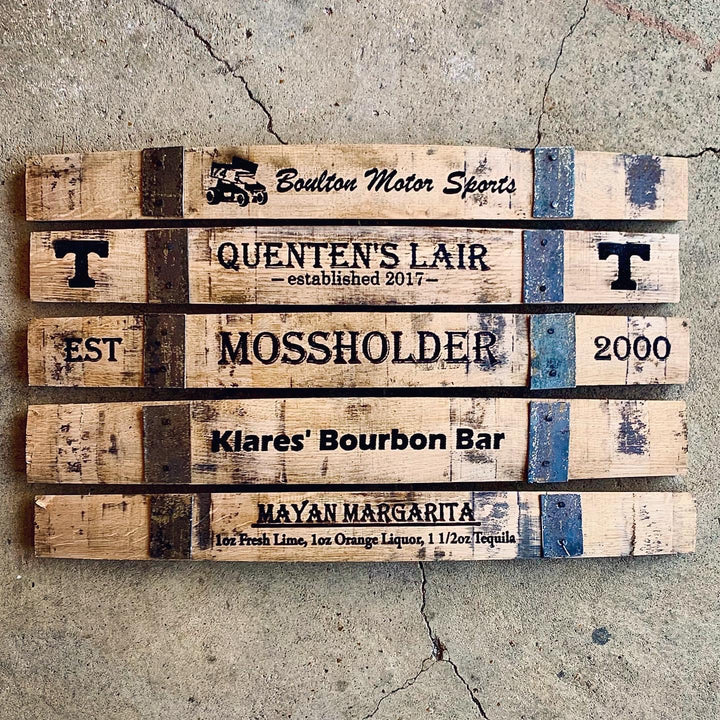 Boulton Motor Sports
T QUENTEN'S LAIR T
—established 2017—
EST MOSSHOLDER 2000
Klares' Bourbon Bar
MAYAN MARGARITA
1oz Fresh Lime, 1oz Orange Liquor, 1 1/2oz Tequila